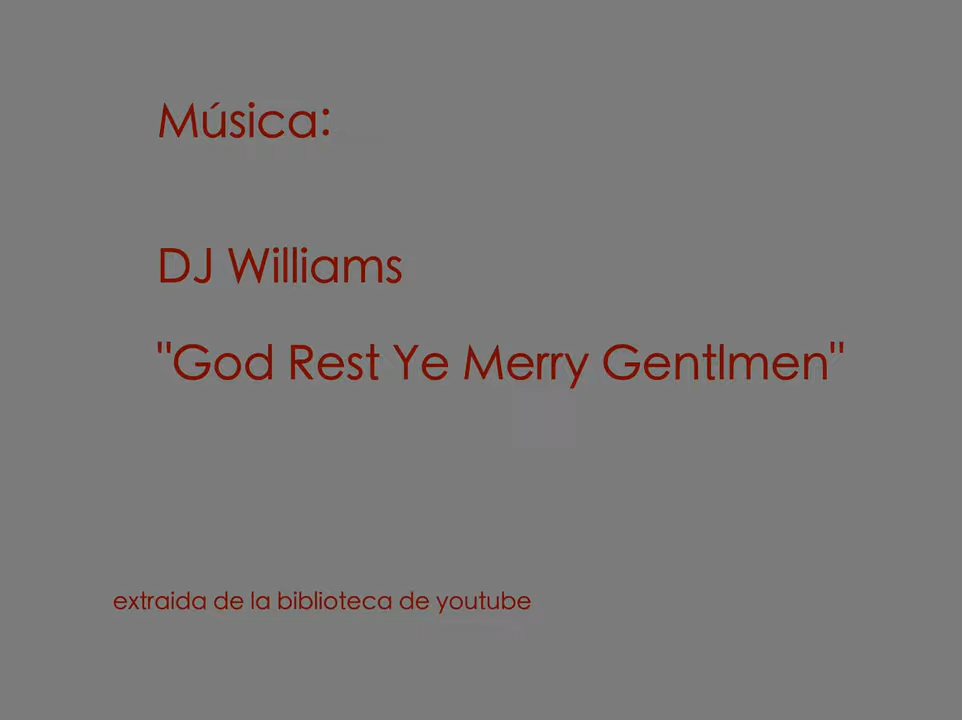 Música:
DJ Williams
"God Rest Ye Merry Gentlmen"
extraida de la biblioteca de youtube